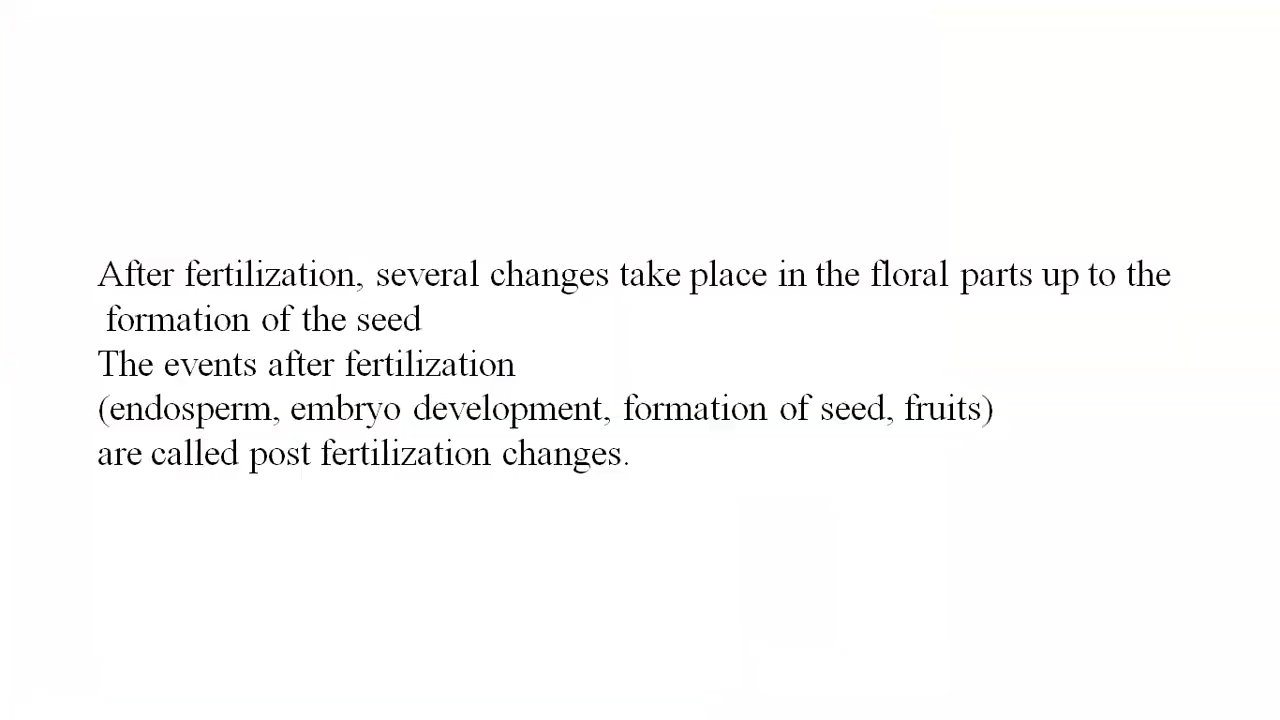 After fertilization, several changes take place in the floral parts up to the
formation of the seed
The events after fertilization
(endosperm, embryo development, formation of seed, fruits)
are called post fertilization changes.